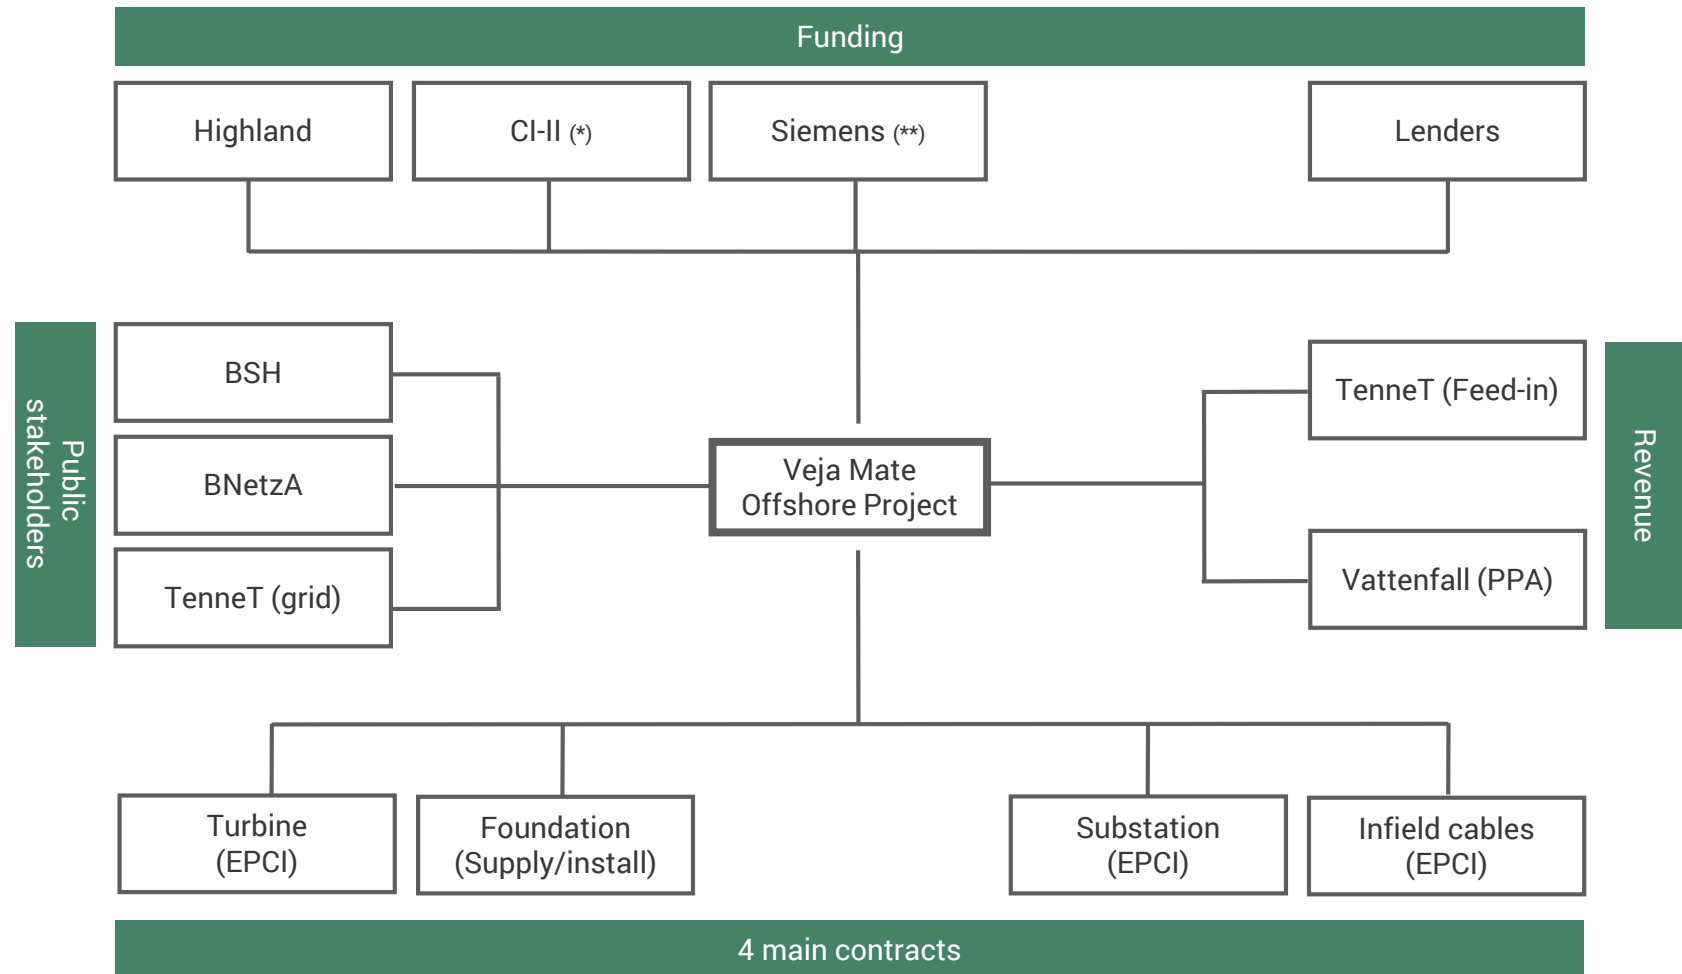 Funding
Highland
CI-II (*)
Siemens (**)
Lenders
Public
stakeholders
BSH
BNetzA
TenneT (grid)
Veja Mate
Offshore Project
TenneT (Feed-in)
Vattenfall (PPA)
Revenue
Turbine
(EPCI)
Foundation
(Supply/install)
Substation
(EPCI)
Infield cables
(EPCI)
4 main contracts